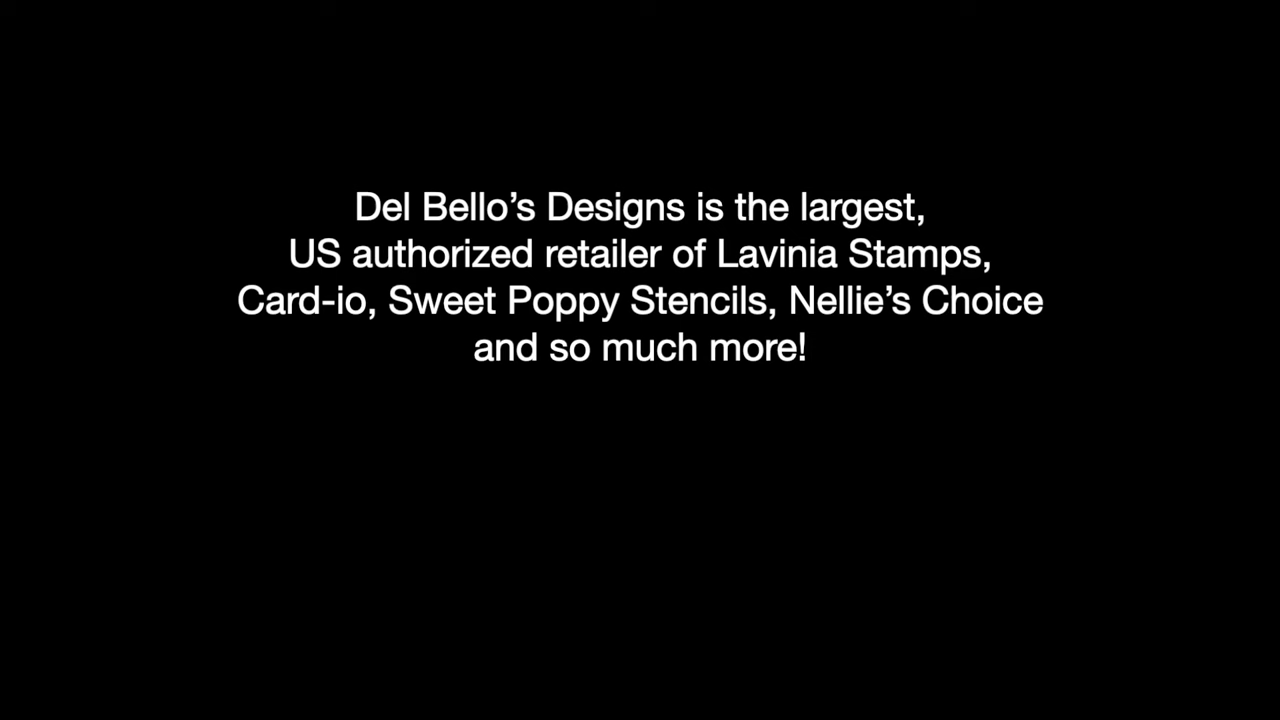 Del Bello’s Designs is the largest,
US authorized retailer of Lavinia Stamps,
Card-io, Sweet Poppy Stencils, Nellie’s Choice
and so much more!